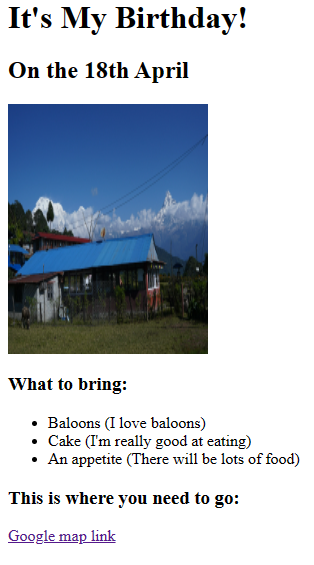 It's My Birthday!
On the 18th April
What to bring:
Baloons (I love baloons)
Cake (I'm really good at eating)
An appetite (There will be lots of food)
This is where you need to go:
Google map link